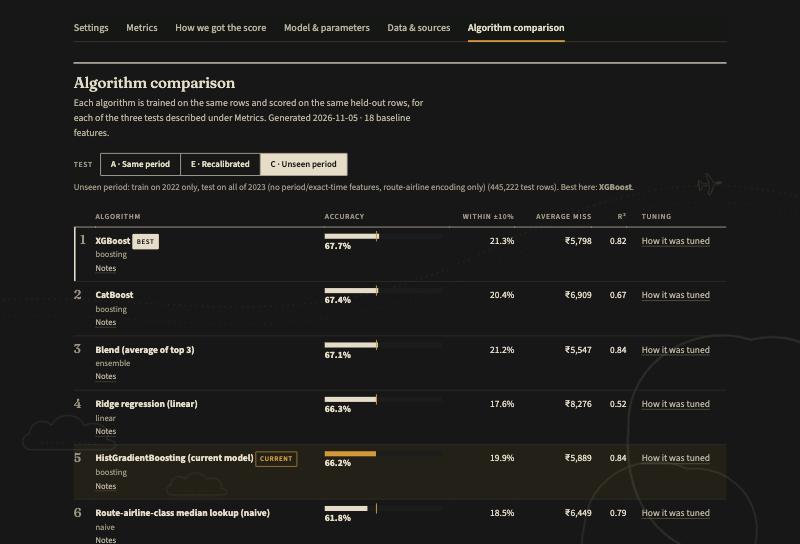 Settings Metrics How we got the score Model & parameters Data & sources Algorithm comparison
Algorithm comparison
Each algorithm is trained on the same rows and scored on the same held-out rows, for
each of the three tests described under Metrics. Generated 2026-11-05 · 18 baseline
features.
TEST A · Same period E · Recalibrated C · Unseen period
Unseen period: train on 2022 only, test on all of 2023 (no period/exact-time features, route-airline encoding only) (445,222 test rows). Best here: XGBoost.
ALGORITHM ACCURACY WITHIN ±10% AVERAGE MISS R² TUNING
1 XGBoost BEST 67.7% 21.3% ₹5,798 0.82 How it was tuned
boosting
Notes
2 CatBoost 67.4% 20.4% ₹6,909 0.67 How it was tuned
boosting
Notes
3 Blend (average of top 3) 67.1% 21.2% ₹5,547 0.84 How it was tuned
ensemble
Notes
4 Ridge regression (linear) 66.3% 17.6% ₹8,276 0.52 How it was tuned
linear
Notes
5 HistGradientBoosting (current model) CURRENT 66.2% 19.9% ₹5,889 0.84 How it was tuned
boosting
Notes
6 Route-airline-class median lookup (naive) 61.8% 18.5% ₹6,449 0.79 How it was tuned
naive
Notes